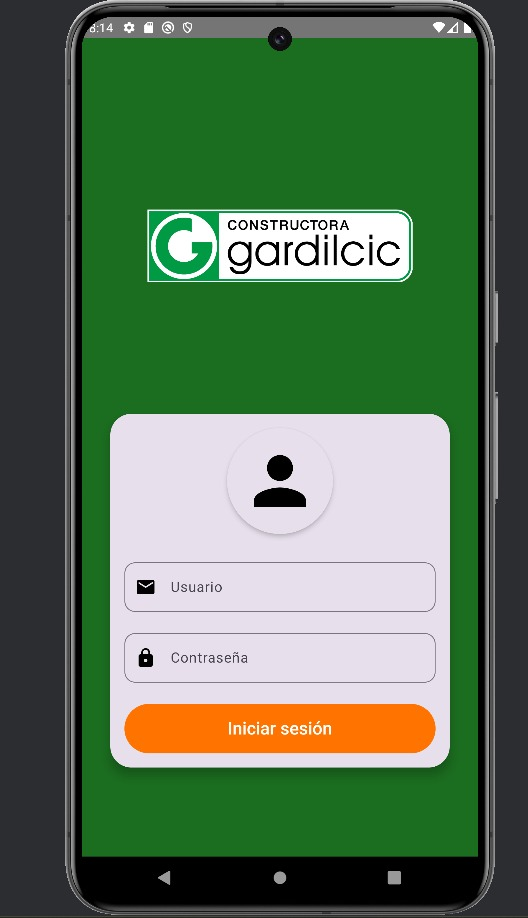 8:14
CONSTRUCTORA
gardilcic
Usuario
Contraseña
Iniciar sesión